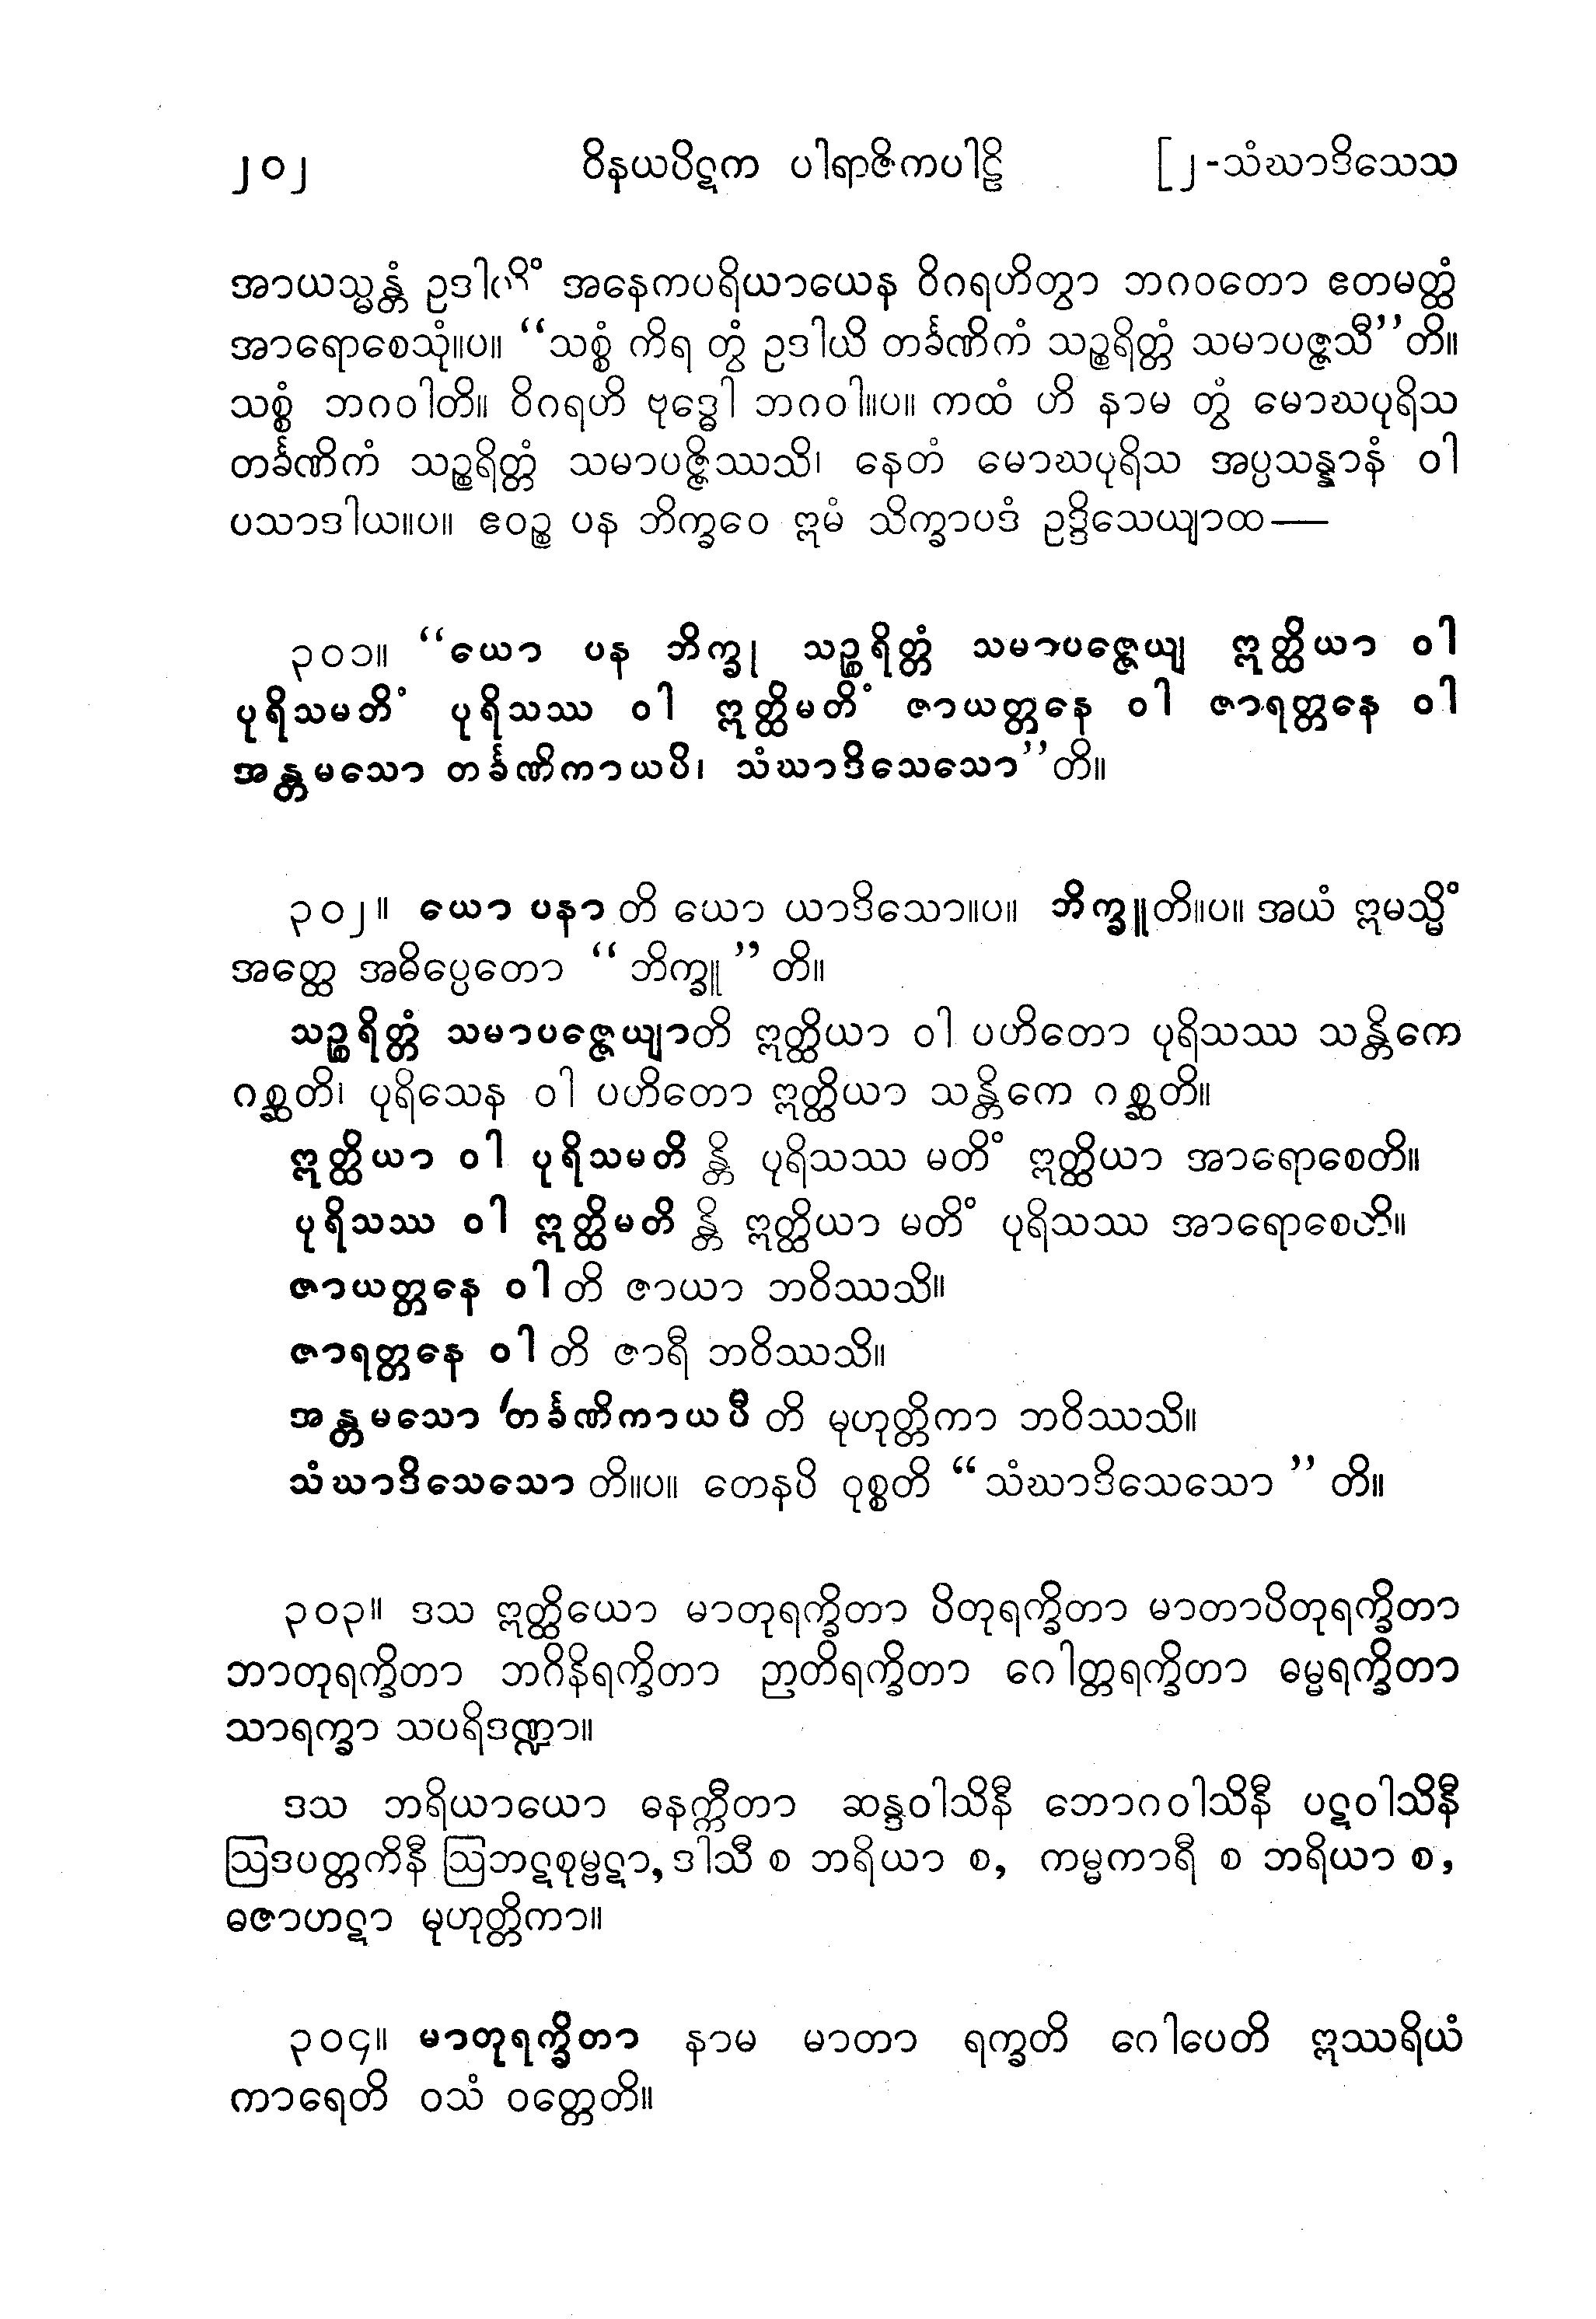 ၂၀၂ ဝိနယပိဋက ပါရာဇိကပါဠိ [၂-သံဃာဒိသေသ
အာယသ္မန္တံ ဥဒါယိံ အနေကပရိယာယေန ဝိဂရဟိတွာ ဘဂဝတော ဧတမတ္ထံ
အာရောစေသုံ။ပ။ “သစ္စံ ကိရ တွံ ဥဒါယိ တင်္ခဏိကံ သဉ္စရိတ္တံ သမာပဇ္ဇသီ”တိ။
သစ္စံ ဘဂဝါတိ။ ဝိဂရဟိ ဗုဒ္ဓေါ ဘဂဝါ။ပ။ ကထံ ဟိ နာမ တွံ မောဃပုရိသ
တင်္ခဏိကံ သဉ္စရိတ္တံ သမာပဇ္ဇိဿသိ၊ နေတံ မောဃပုရိသ အပ္ပသန္နာနံ ဝါ
ပသာဒါယ။ပ။ ဧဝဉ္စ ပန ဘိက္ခဝေ ဣမံ သိက္ခာပဒံ ဥဒ္ဒိသေယျာထ—
၃၀၁။ “ယော ပန ဘိက္ခု သဉ္စရိတ္တံ သမာပဇ္ဇေယျ ဣတ္ထိယာ ဝါ
ပုရိသမတိံ ပုရိသဿ ဝါ ဣတ္ထိမတိံ ဇာယတ္တနေ ဝါ ဇာရတ္တနေ ဝါ
အန္တမသော တင်္ခဏိကာယပိ၊ သံဃာဒိသေသော”တိ။
၃၀၂။ ယော ပနာတိ ယော ယာဒိသော။ပ။ ဘိက္ခူတိ။ပ။ အယံ ဣမသ္မိံ
အတ္ထေ အဓိပ္ပေတော “ဘိက္ခူ”တိ။
သဉ္စရိတ္တံ သမာပဇ္ဇေယျာတိ ဣတ္ထိယာ ဝါ ပဟိတော ပုရိသဿ သန္တိကေ
ဂစ္ဆတိ၊ ပုရိသေန ဝါ ပဟိတော ဣတ္ထိယာ သန္တိကေ ဂစ္ဆတိ။
ဣတ္ထိယာ ဝါ ပုရိသမတိန္တိ ပုရိသဿ မတိံ ဣတ္ထိယာ အာရောစေတိ။
ပုရိသဿ ဝါ ဣတ္ထိမတိန္တိ ဣတ္ထိယာ မတိံ ပုရိသဿ အာရောစေတိ။
ဇာယတ္တနေ ဝါတိ ဇာယာ ဘဝိဿသိ။
ဇာရတ္တနေ ဝါတိ ဇာရီ ဘဝိဿသိ။
အန္တမသော တင်္ခဏိကာယပီတိ မုဟုတ္တိကာ ဘဝိဿသိ။
သံဃာဒိသေသောတိ။ပ။ တေနပိ ဝုစ္စတိ “သံဃာဒိသေသော”တိ။
၃၀၃။ ဒသ ဣတ္ထိယော မာတုရက္ခိတာ ပိတုရက္ခိတာ မာတာပိတုရက္ခိတာ
ဘာတုရက္ခိတာ ဘဂိနိရက္ခိတာ ဉာတိရက္ခိတာ ဂေါတ္တရက္ခိတာ ဓမ္မရက္ခိတာ
သာရက္ခာ သပရိဒဏ္ဍာ။
ဒသ ဘရိယာယော ဓနက္ကီတာ ဆန္ဒဝါသိနီ ဘောဂဝါသိနီ ပဋဝါသိနီ
ဩဒပတ္တကိနီ ဩဘဋစုမ္ဗဋာ, ဒါသီ စ ဘရိယာ စ, ကမ္မကာရီ စ ဘရိယာ စ,
ဓဇာဟဋာ မုဟုတ္တိကာ။
၃၀၄။ မာတုရက္ခိတာ နာမ မာတာ ရက္ခတိ ဂေါပေတိ ဣဿရိယံ
ကာရေတိ ဝသံ ဝတ္တေတိ။